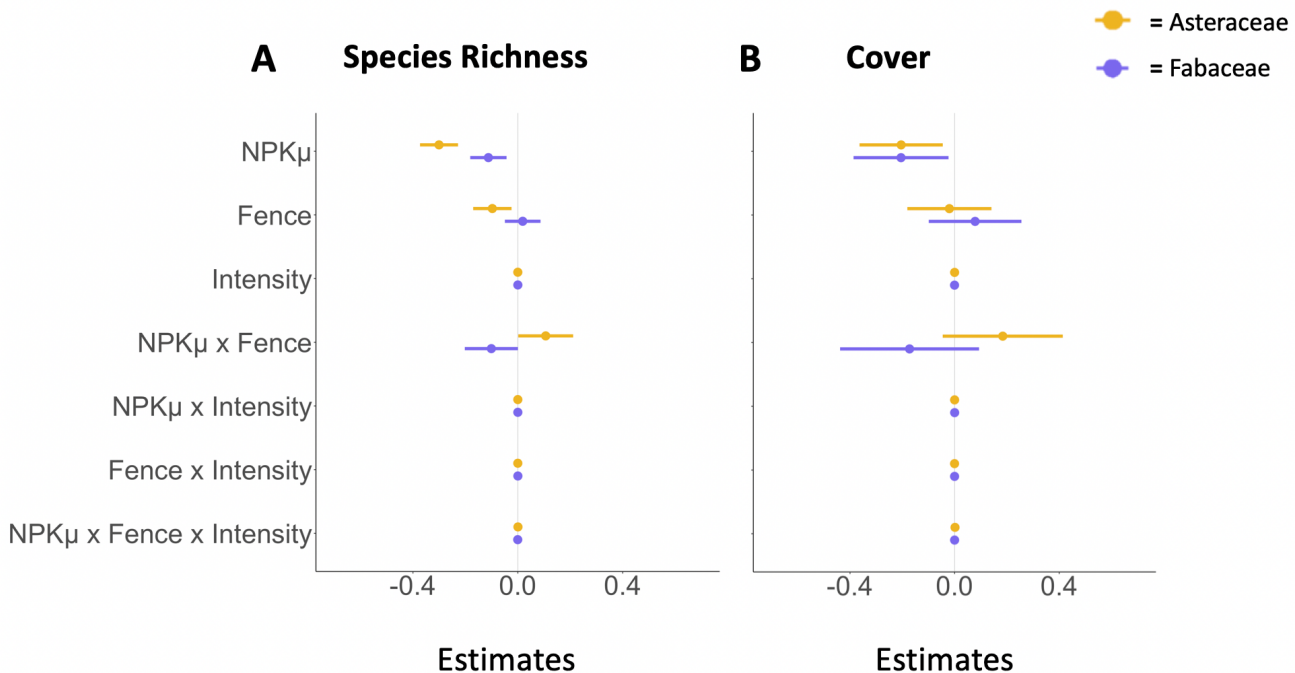 = Asteraceae
= Fabaceae
A Species Richness
B Cover
NPKμ
Fence
Intensity
NPKμ x Fence
NPKμ x Intensity
Fence x Intensity
NPKμ x Fence x Intensity
-0.4 0.0 0.4
-0.4 0.0 0.4
Estimates
Estimates